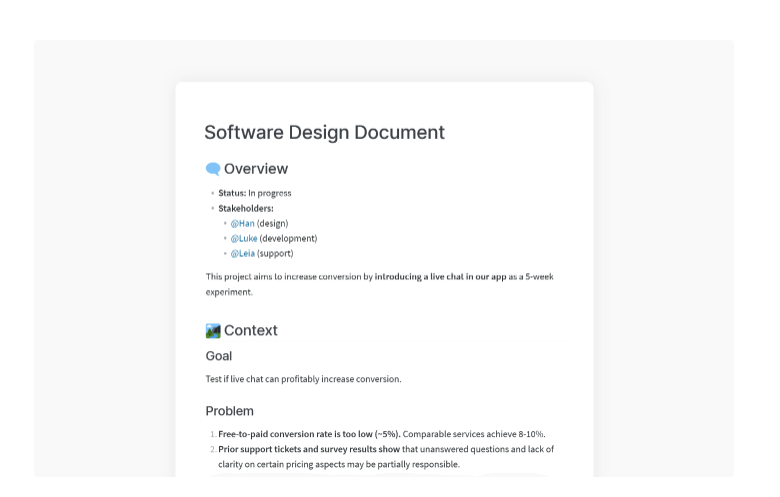 Software Design Document
Overview
Status: In progress
Stakeholders:
@Han (design)
@Luke (development)
@Leia (support)
This project aims to increase conversion by introducing a live chat in our app as a 5-week
experiment.
Context
Goal
Test if live chat can profitably increase conversion.
Problem
1. Free-to-paid conversion rate is too low (~5%). Comparable services achieve 8-10%.
2. Prior support tickets and survey results show that unanswered questions and lack of
clarity on certain pricing aspects may be partially responsible.